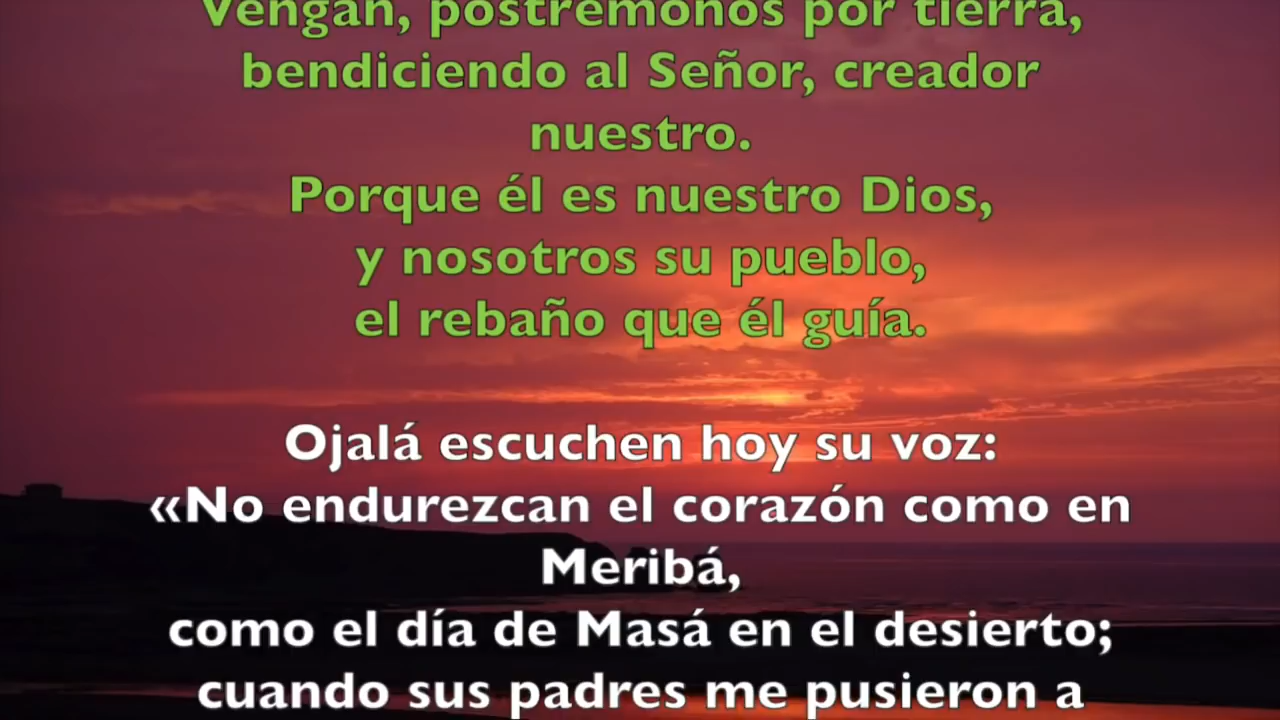 Vengan, postrémonos por tierra,
bendiciendo al Señor, creador
nuestro.
Porque él es nuestro Dios,
y nosotros su pueblo,
el rebaño que él guía.
Ojalá escuchen hoy su voz:
«No endurezcan el corazón como en
Meribá,
como el día de Masá en el desierto;
cuando sus padres me pusieron a